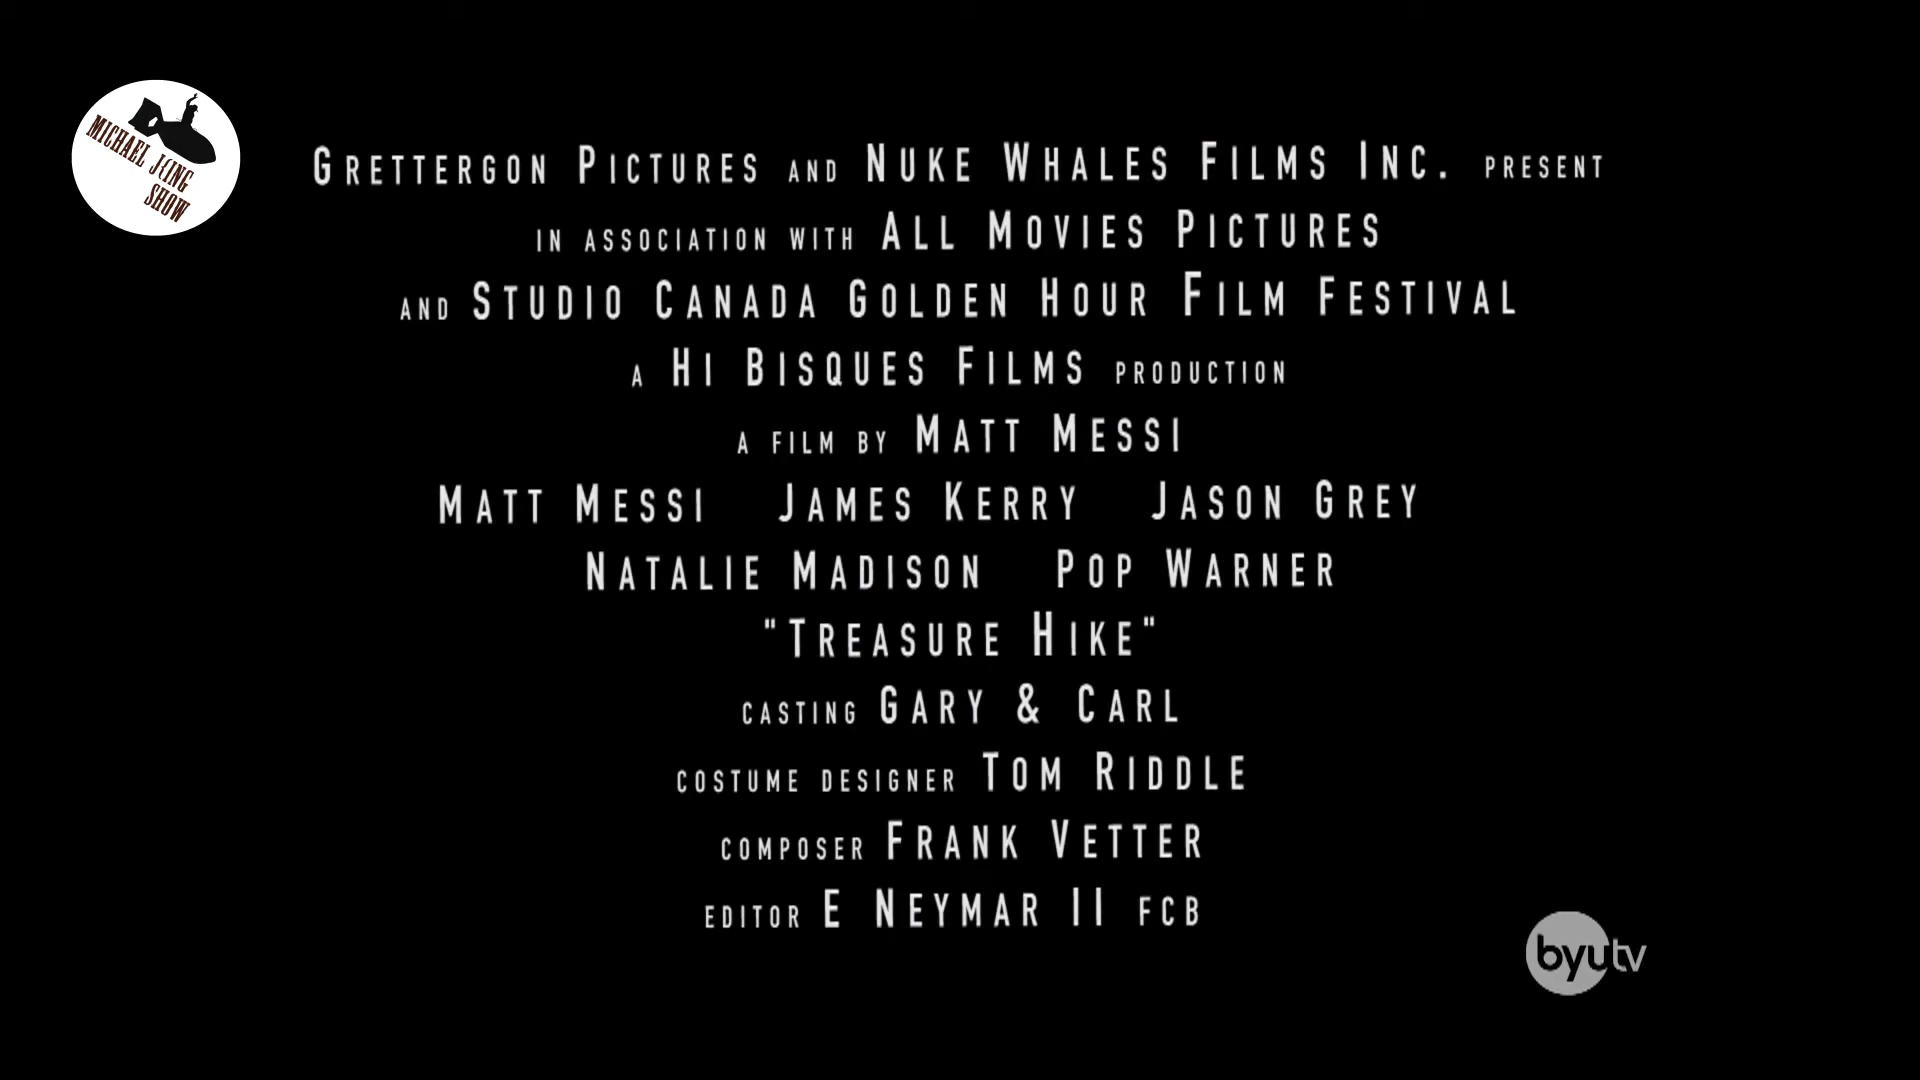 MICHAEL J(ING
SHOW
GRETTERGON PICTURES AND NUKE WHALES FILMS INC. PRESENT
IN ASSOCIATION WITH ALL MOVIES PICTURES
AND STUDIO CANADA GOLDEN HOUR FILM FESTIVAL
A HI BISQUES FILMS PRODUCTION
A FILM BY MATT MESSI
MATT MESSI JAMES KERRY JASON GREY
NATALIE MADISON POP WARNER
"TREASURE HIKE"
CASTING GARY & CARL
COSTUME DESIGNER TOM RIDDLE
COMPOSER FRANK VETTER
EDITOR E NEYMAR II FCB
byutv